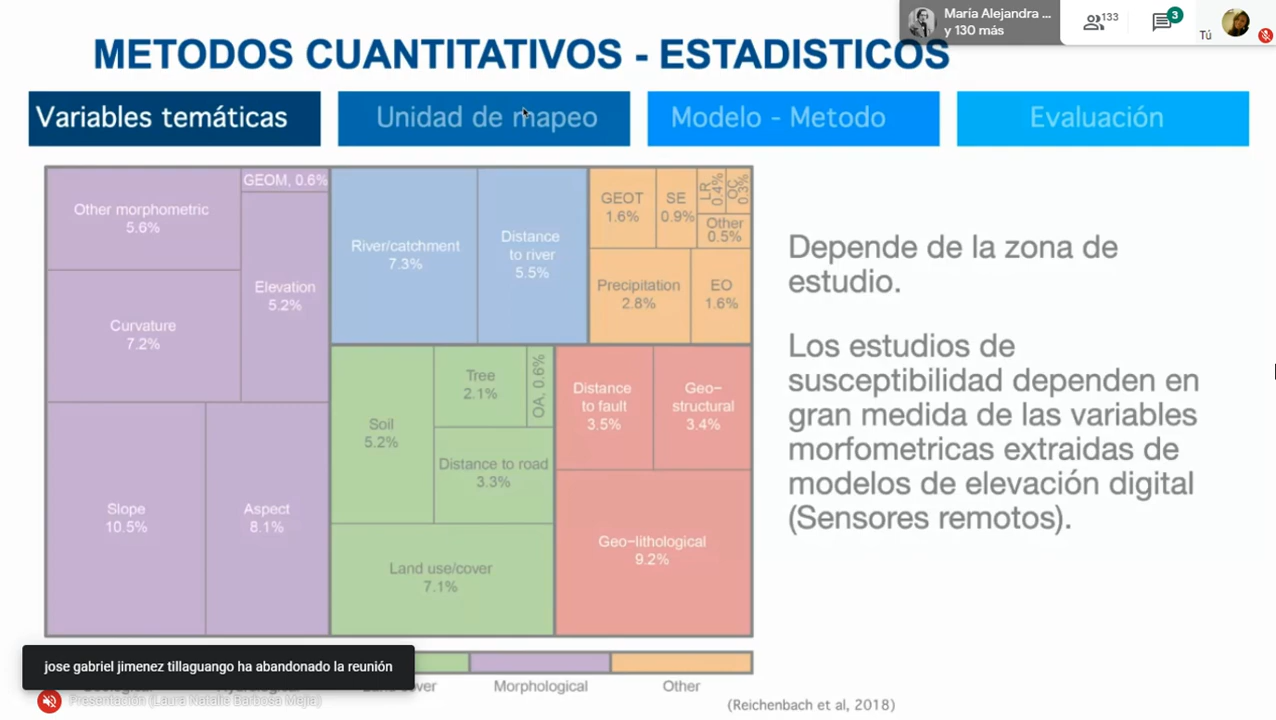 María Alejandra ...
y 130 más
133
3
Tú
METODOS CUANTITATIVOS - ESTADISTICOS
Variables temáticas
Unidad de mapeo
Modelo - Metodo
Evaluación
Other morphometric
5.6%
GEOM, 0.6%
Elevation
5.2%
Curvature
7.2%
Slope
10.5%
Aspect
8.1%
River/catchment
7.3%
Distance
to river
5.5%
GEOT
1.6%
SE
0.9%
LR
0.4%
OC
0.3%
Other
0.5%
Precipitation
2.8%
EO
1.6%
Soil
5.2%
Tree
2.1%
OA, 0.6%
Distance to road
3.3%
Land use/cover
7.1%
Distance
to fault
3.5%
Geo-
structural
3.4%
Geo-lithological
9.2%
Depende de la zona de
estudio.
Los estudios de
susceptibilidad dependen en
gran medida de las variables
morfometricas extraidas de
modelos de elevación digital
(Sensores remotos).
jose gabriel jimenez tillaguango ha abandonado la reunión
Morphological
Other
Presentación (Laura Natalie Barbosa Mejía)
(Reichenbach et al, 2018)